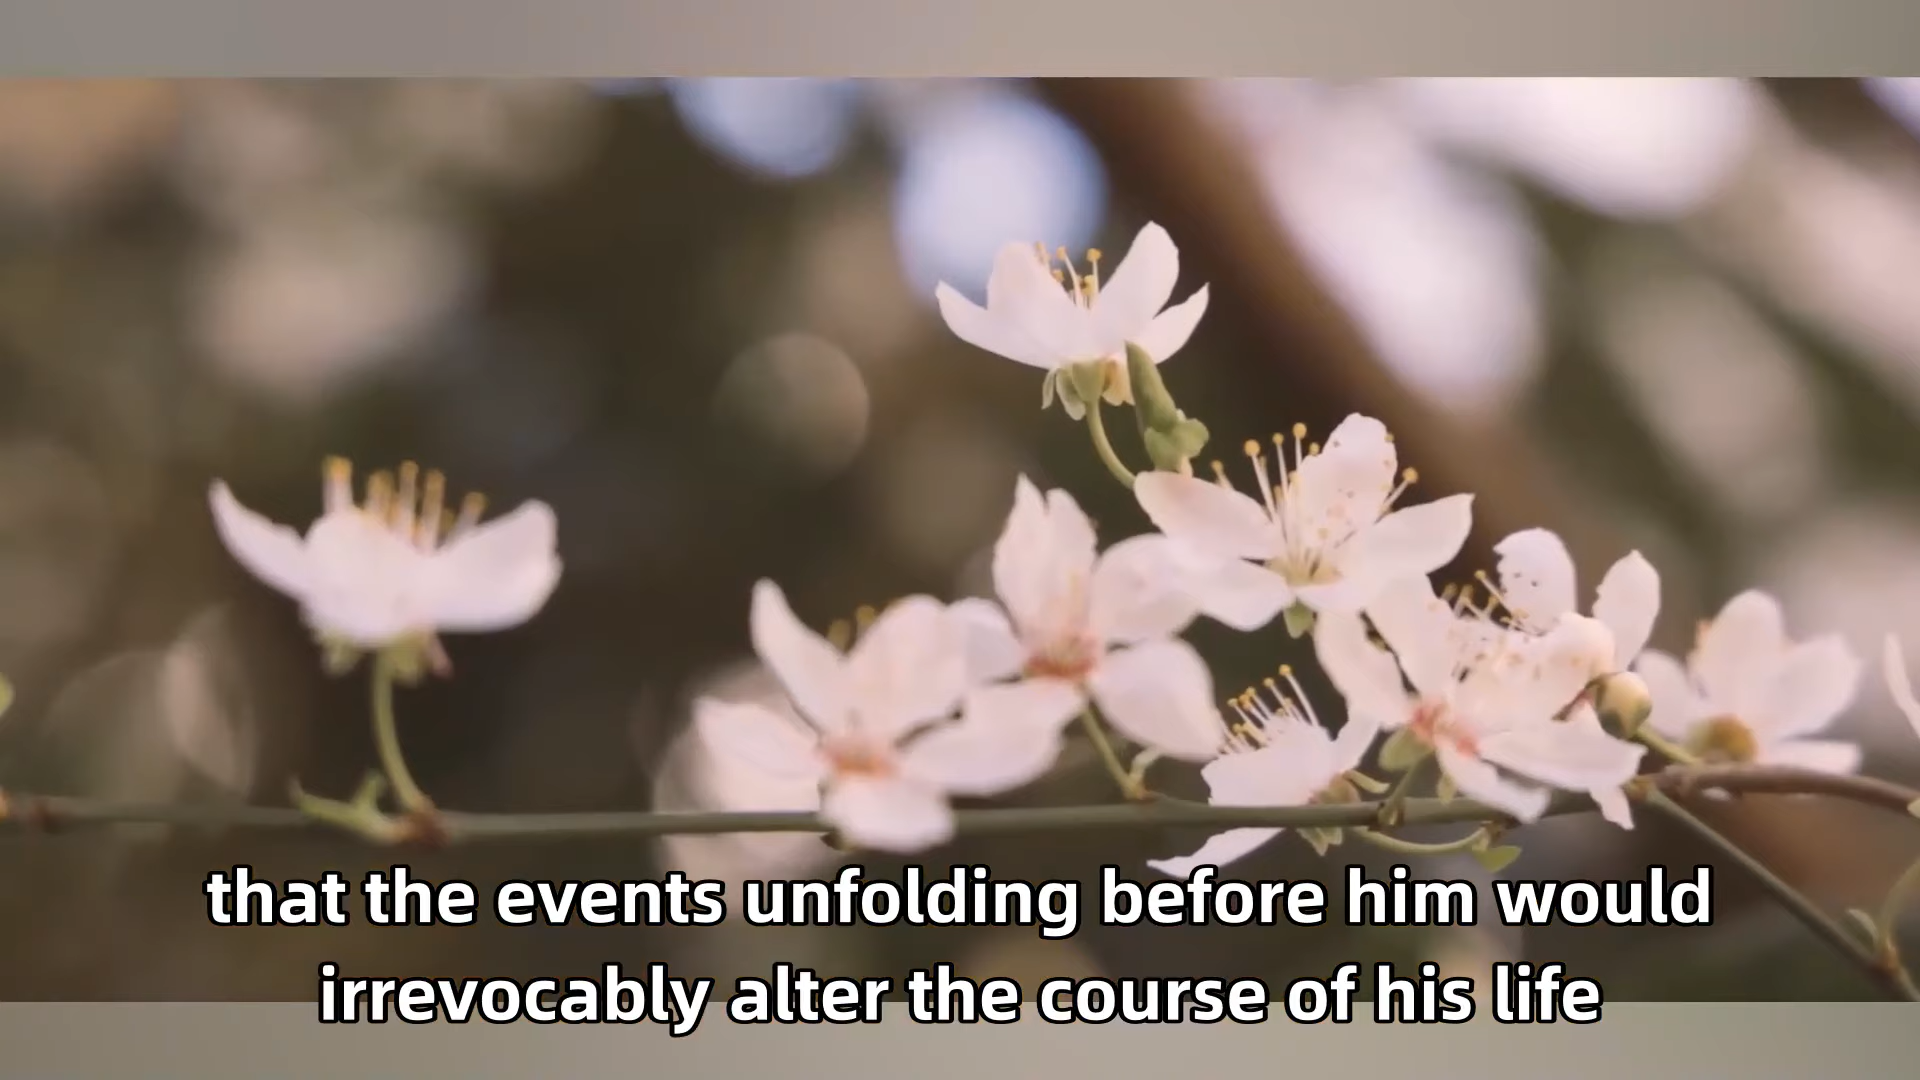 that the events unfolding before him would
irrevocably alter the course of his life